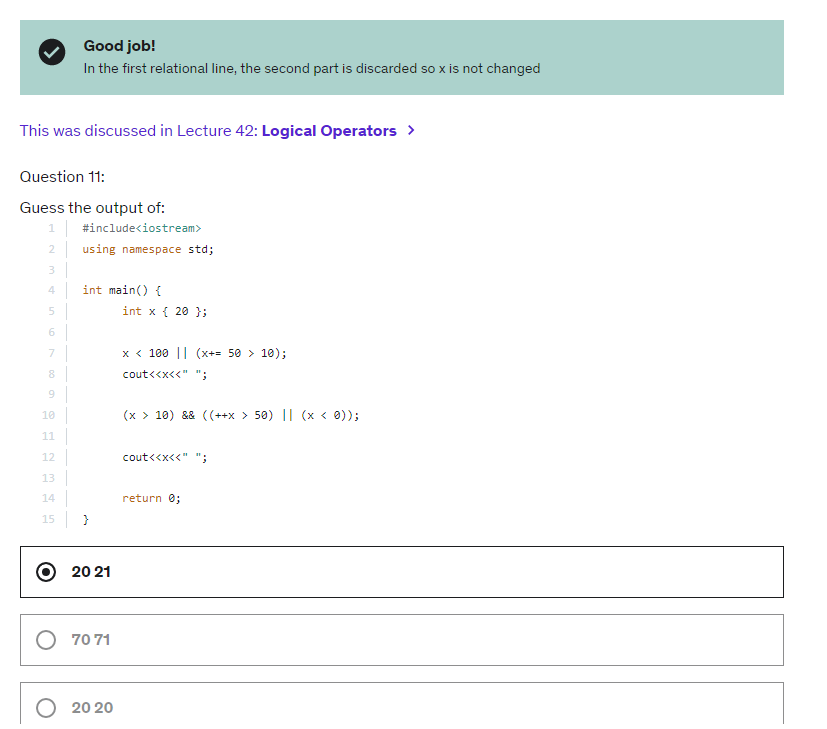 Good job!
In the first relational line, the second part is discarded so x is not changed
This was discussed in Lecture 42: Logical Operators >
Question 11:
Guess the output of:
1 #include<iostream>
2 using namespace std;
3
4 int main() {
5 int x { 20 };
6
7 x < 100 || (x+= 50 > 10);
8 cout<<x<<" ";
9
10 (x > 10) && ((++x > 50) || (x < 0));
11
12 cout<<x<<" ";
13
14 return 0;
15 }
20 21
70 71
20 20